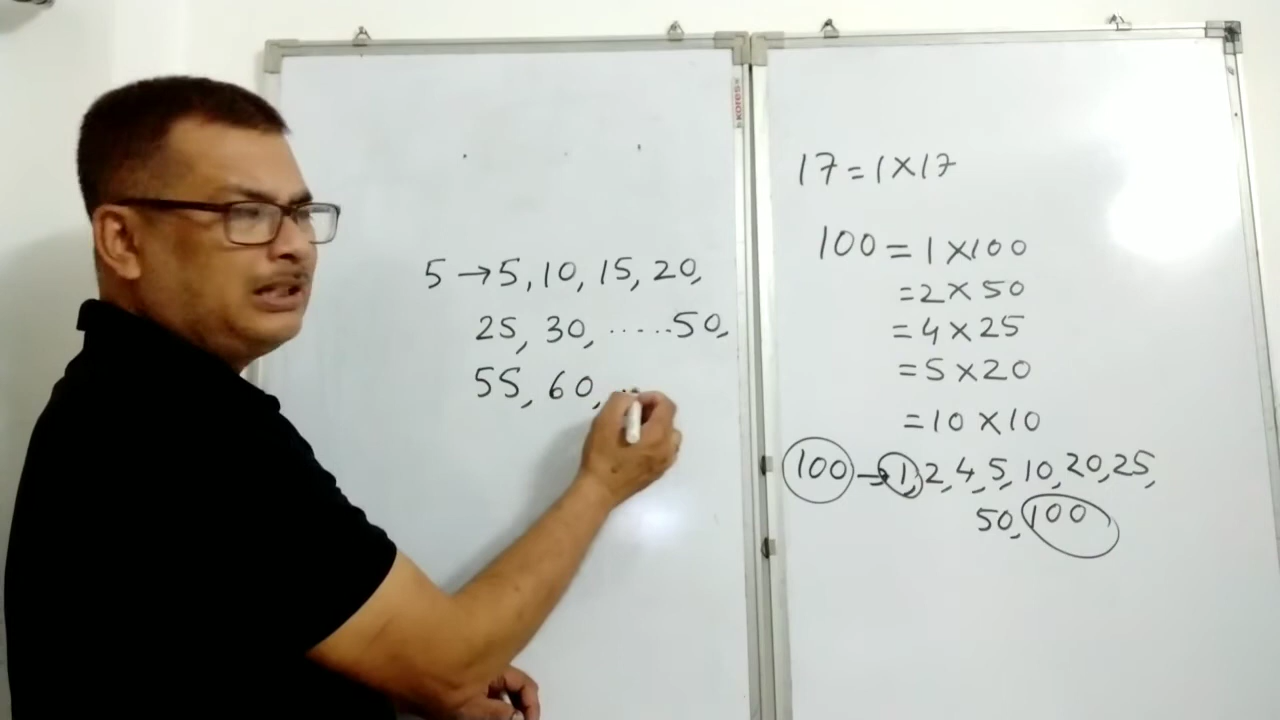 5 → 5, 10, 15, 20,
25, 30, ......50,
55, 60, ..
kores
17 = 1 × 17
100 = 1 × 100
= 2 × 50
= 4 × 25
= 5 × 20
= 10 × 10
100 → 1, 2, 4, 5, 10, 20, 25,
50, 100